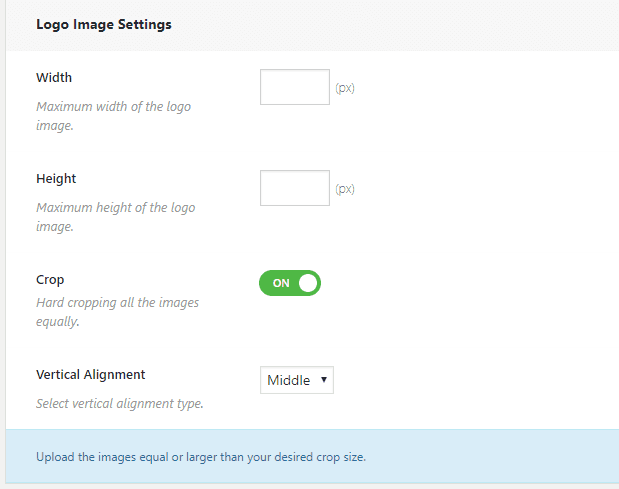 Logo Image Settings
Width
(px)
Maximum width of the logo
image.
Height
(px)
Maximum height of the logo
image.
Crop
ON
Hard cropping all the images
equally.
Vertical Alignment
Middle
Select vertical alignment type.
Upload the images equal or larger than your desired crop size.